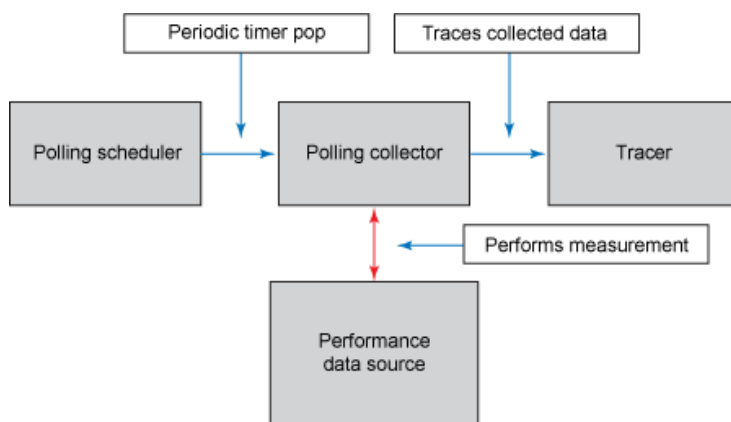 Periodic timer pop
Traces collected data
Polling scheduler
Polling collector
Tracer
Performs measurement
Performance
data source